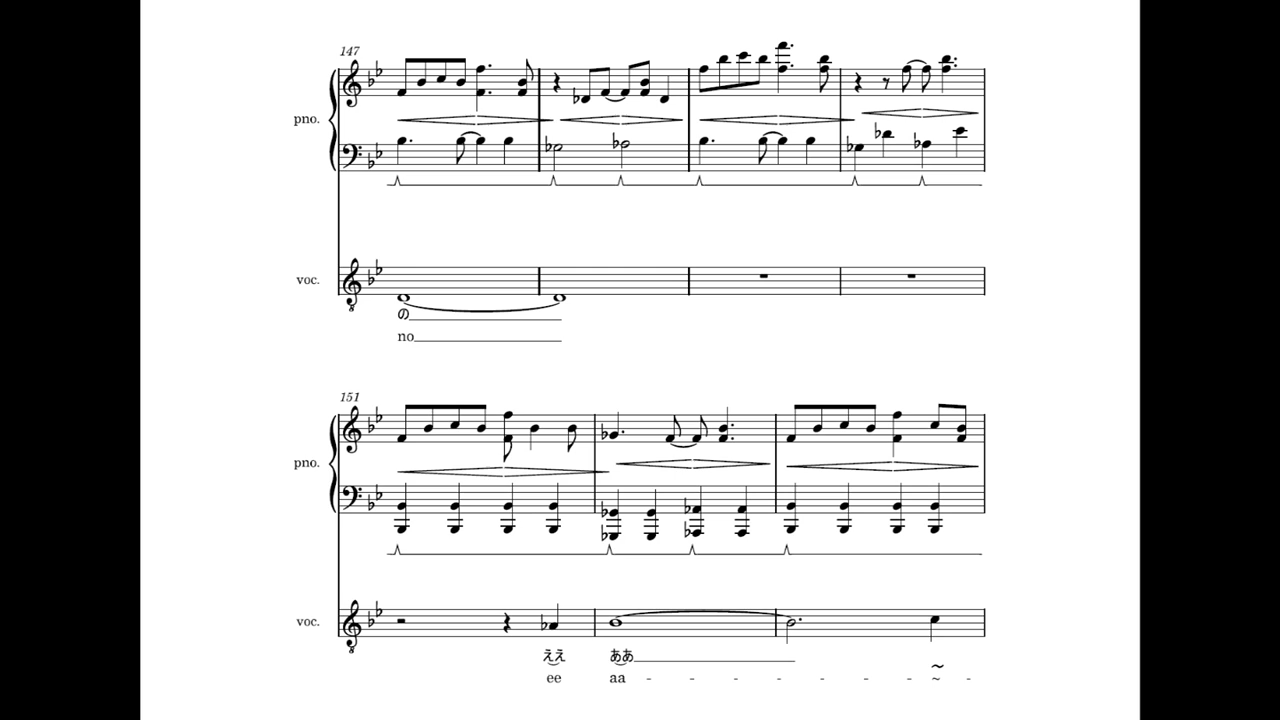 147
pno.
voc.
の
no
151
pno.
voc.
ええ ああ ~
ee aa - - - - - - - ~ -